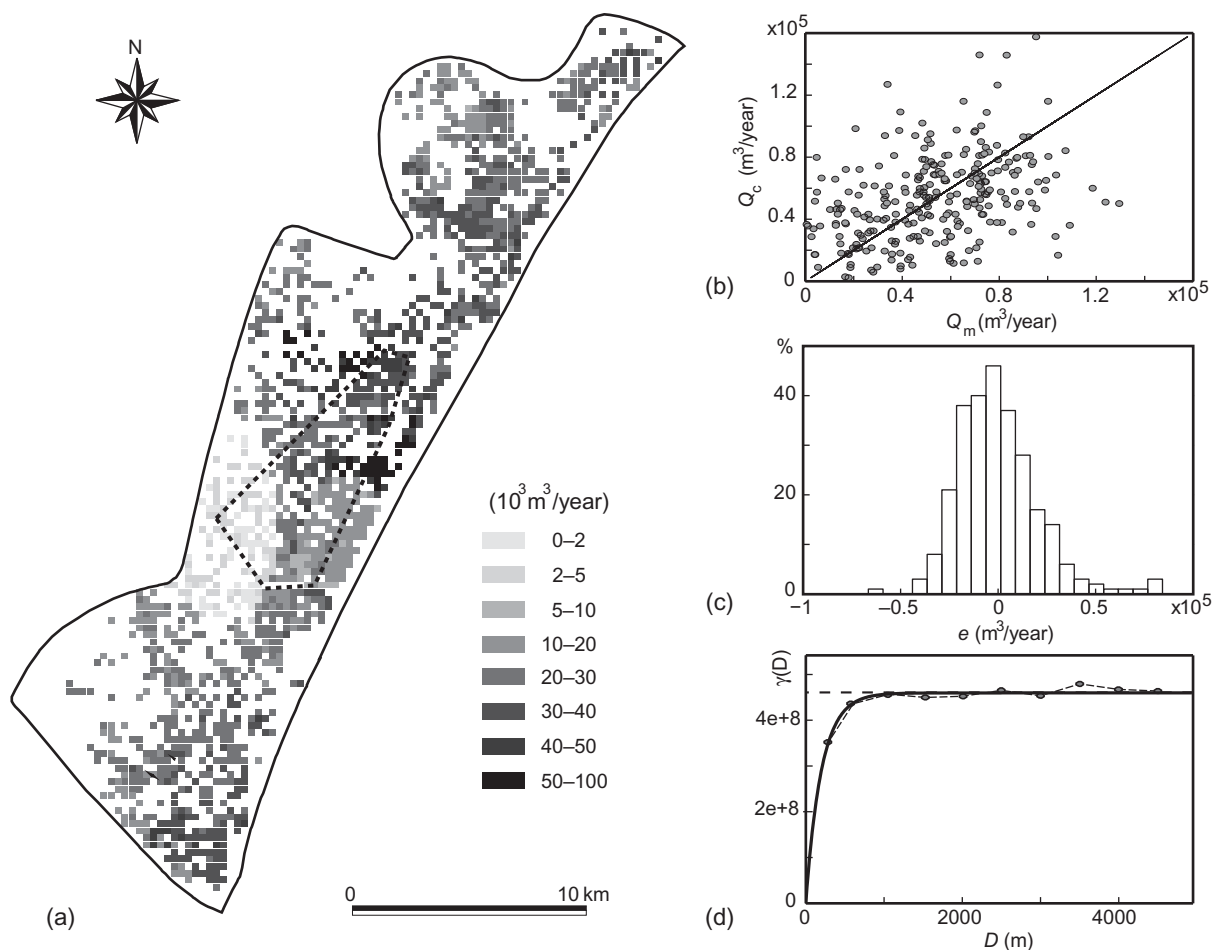 N
(10³m³/year)
0–2
2–5
5–10
10–20
20–30
30–40
40–50
50–100
0 10 km
(a)
x10⁵
1.2
0.8
0.4
0
Q꜀ (m³/year)
0 0.4 0.8 1.2 x10⁵
Qₘ(m³/year)
(b)
%
40
20
0
−1 −0.5 0 0.5 x10⁵
e (m³/year)
(c)
γ(D)
4e+8
2e+8
0
0 2000 4000
D (m)
(d)